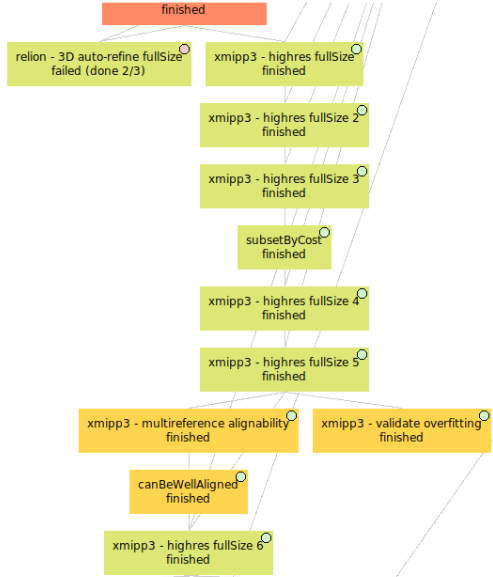 finished
relion - 3D auto-refine fullSize
failed (done 2/3)
xmipp3 - highres fullSize
finished
xmipp3 - highres fullSize 2
finished
xmipp3 - highres fullSize 3
finished
subsetByCost
finished
xmipp3 - highres fullSize 4
finished
xmipp3 - highres fullSize 5
finished
xmipp3 - multireference alignability
finished
xmipp3 - validate overfitting
finished
canBeWellAligned
finished
xmipp3 - highres fullSize 6
finished